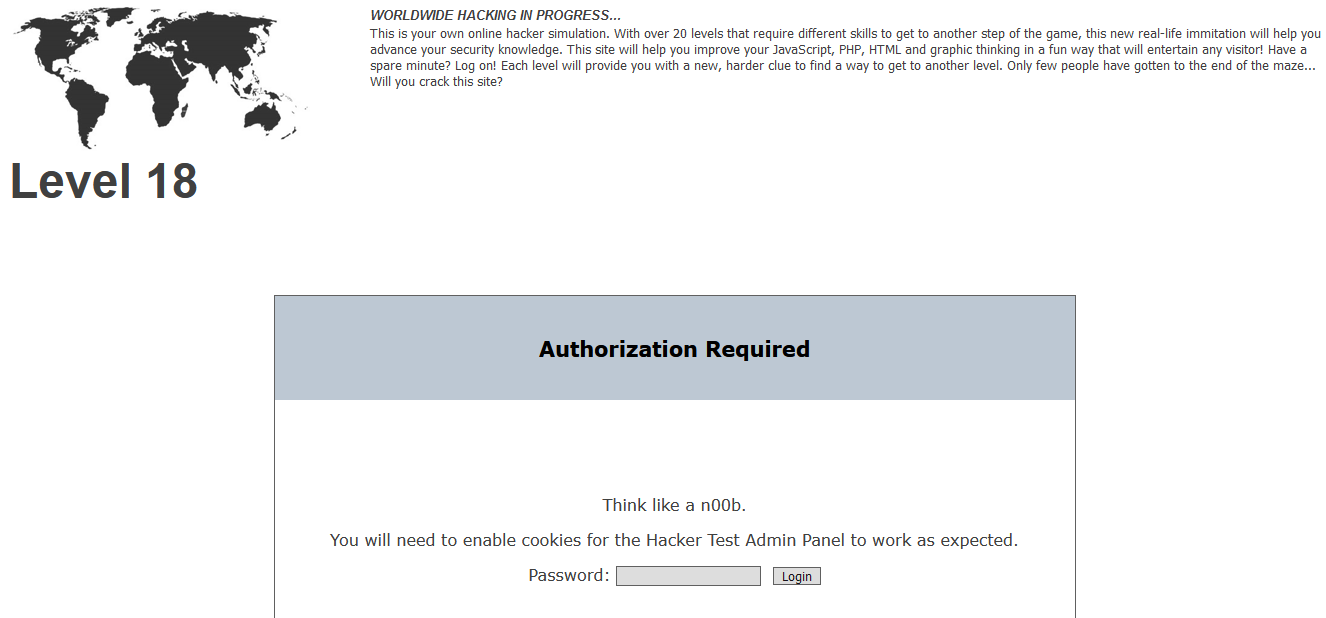 WORLDWIDE HACKING IN PROGRESS...
This is your own online hacker simulation. With over 20 levels that require different skills to get to another step of the game, this new real-life immitation will help you
advance your security knowledge. This site will help you improve your JavaScript, PHP, HTML and graphic thinking in a fun way that will entertain any visitor! Have a
spare minute? Log on! Each level will provide you with a new, harder clue to find a way to get to another level. Only few people have gotten to the end of the maze...
Will you crack this site?
Level 18
Authorization Required
Think like a n00b.
You will need to enable cookies for the Hacker Test Admin Panel to work as expected.
Password: Login